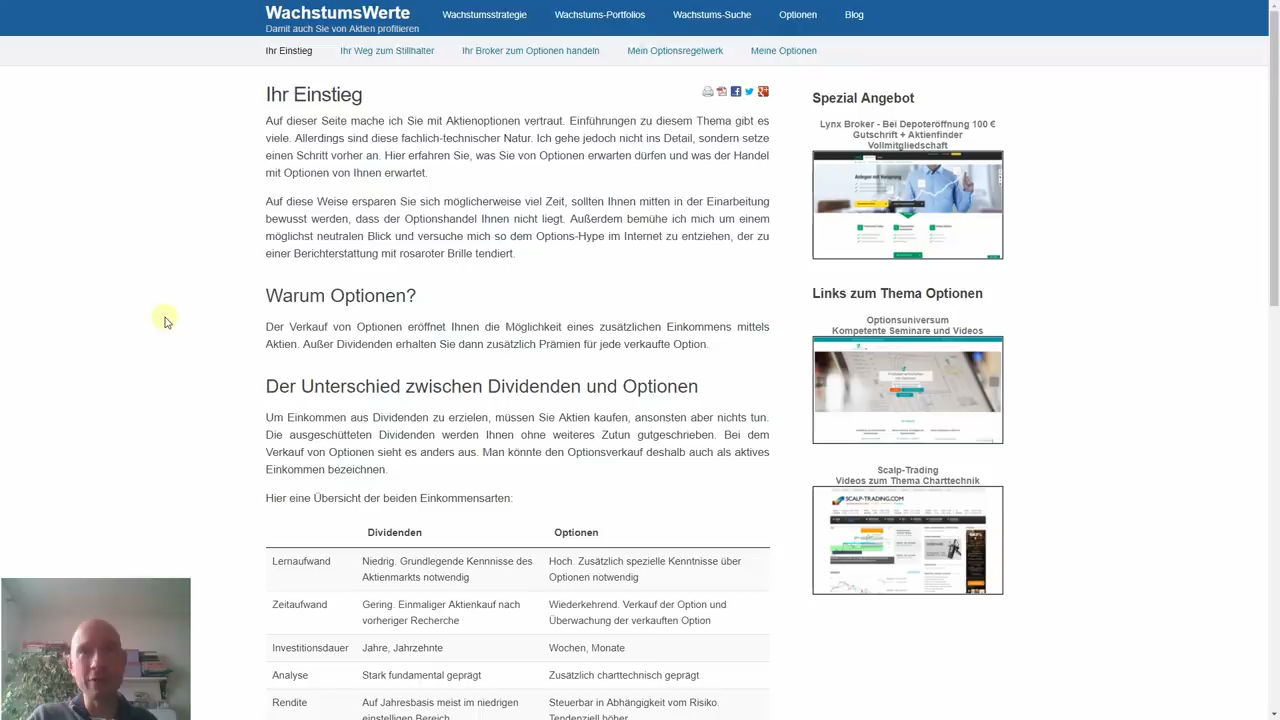 WachstumsWerte
Damit auch Sie von Aktien profitieren
Wachstumsstrategie
Wachstums-Portfolios
Wachstums-Suche
Optionen
Blog
Ihr Einstieg
Ihr Weg zum Stillhalter
Ihr Broker zum Optionen handeln
Mein Optionsregelwerk
Meine Optionen
Ihr Einstieg
Auf dieser Seite mache ich Sie mit Aktienoptionen vertraut. Einführungen zu diesem Thema gibt es
viele. Allerdings sind diese fachlich-technischer Natur. Ich gehe jedoch nicht ins Detail, sondern setze
einen Schritt vorher an. Hier erfahren Sie, was Sie von Optionen erwarten dürfen und was der Handel
mit Optionen von Ihnen erwartet.
Auf diese Weise ersparen Sie sich möglicherweise viel Zeit, sollten Ihnen mitten in der Einarbeitung
bewusst werden, dass der Optionshandel Ihnen nicht liegt. Außerdem bemühe ich mich um einem
möglichst neutralen Blick und versuche mich so dem Options-Hype im Internet zu entziehen, der zu
einer Berichterstattung mit rosaroter Brille tendiert.
Warum Optionen?
Der Verkauf von Optionen eröffnet Ihnen die Möglichkeit eines zusätzlichen Einkommens mittels
Aktien. Außer Dividenden erhalten Sie dann zusätzlich Prämien für jede verkaufte Option.
Der Unterschied zwischen Dividenden und Optionen
Um Einkommen aus Dividenden zu erzielen, müssen Sie Aktien kaufen, ansonsten aber nichts tun.
Die ausgeschütteten Dividenden werden Ihnen ohne weiteres Zutun gutgeschrieben. Bei dem
Verkauf von Optionen sieht es anders aus. Man könnte den Optionsverkauf deshalb auch als aktives
Einkommen bezeichnen.
Hier eine Übersicht der beiden Einkommensarten:
Dividenden Optionen
Lernaufwand Niedrig. Grundlegende Kennnisse des Hoch. Zusätzlich spezielle Kenntnisse über
Aktienmarkts notwendig Optionen notwendig
Zeitaufwand Gering. Einmaliger Aktienkauf nach Wiederkehrend. Verkauf der Option und
vorheriger Recherche Überwachung der verkauften Option
Investitionsdauer Jahre, Jahrzehnte Wochen, Monate
Analyse Stark fundamental geprägt Zusätzlich charttechnisch geprägt
Rendite Auf Jahresbasis meist im niedrigen Steuerbar in Abhängigkeit vom Risiko.
einstelligen Bereich Tendenziell höher
Spezial Angebot
Lynx Broker - Bei Depoteröffnung 100 €
Gutschrift + Aktienfinder
Vollmitgliedschaft
Anlegen mit Vorsprung
Links zum Thema Optionen
Optionsuniversum
Kompetente Seminare und Videos
Scalp-Trading
Videos zum Thema Charttechnik
SCALP-TRADING.COM